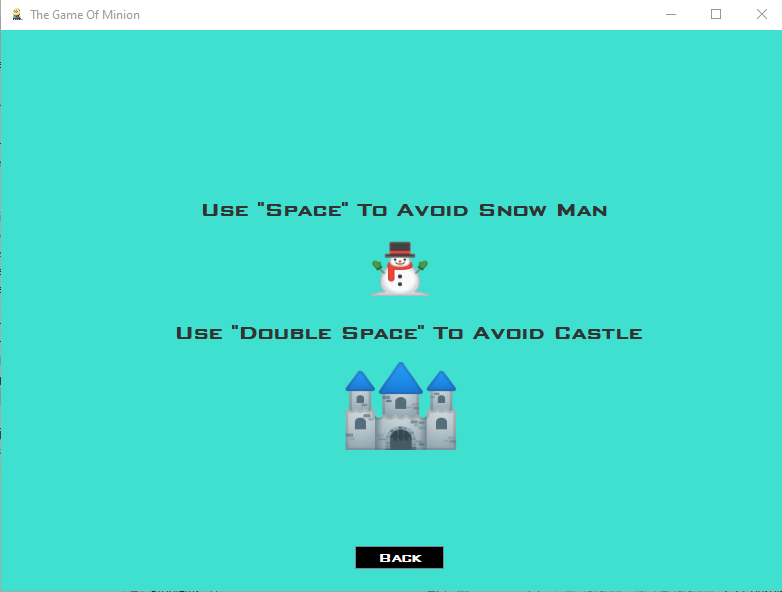 The Game Of Minion
Use "Space" To Avoid Snow Man
Use "Double Space" To Avoid Castle
Back